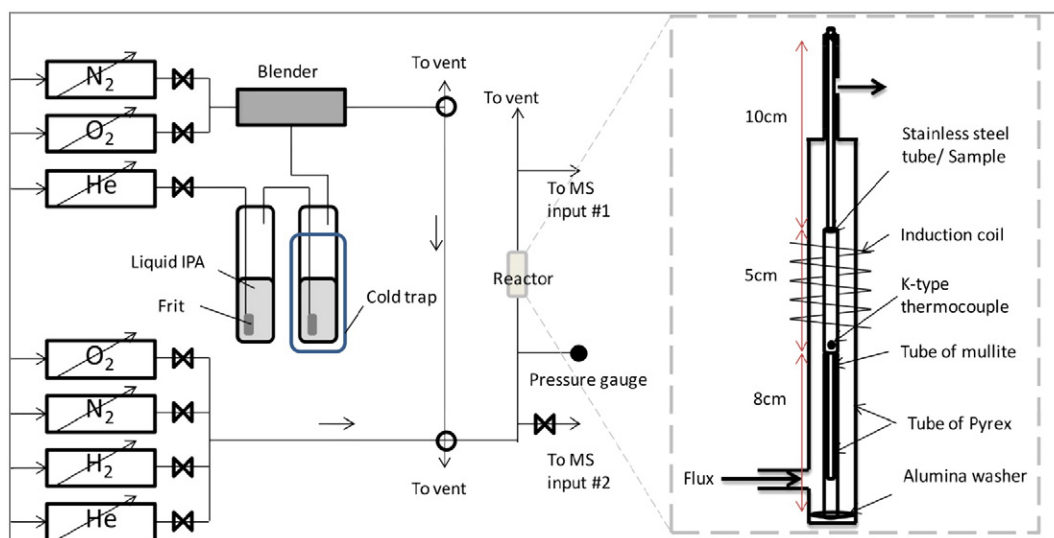 N2
O2
He
Blender
To vent
To vent
To MS
input #1
Liquid IPA
Frit
Cold trap
Reactor
Pressure gauge
O2
N2
H2
He
To vent
To MS
input #2
10cm
5cm
8cm
Flux
Stainless steel
tube/ Sample
Induction coil
K-type
thermocouple
Tube of mullite
Tube of Pyrex
Alumina washer